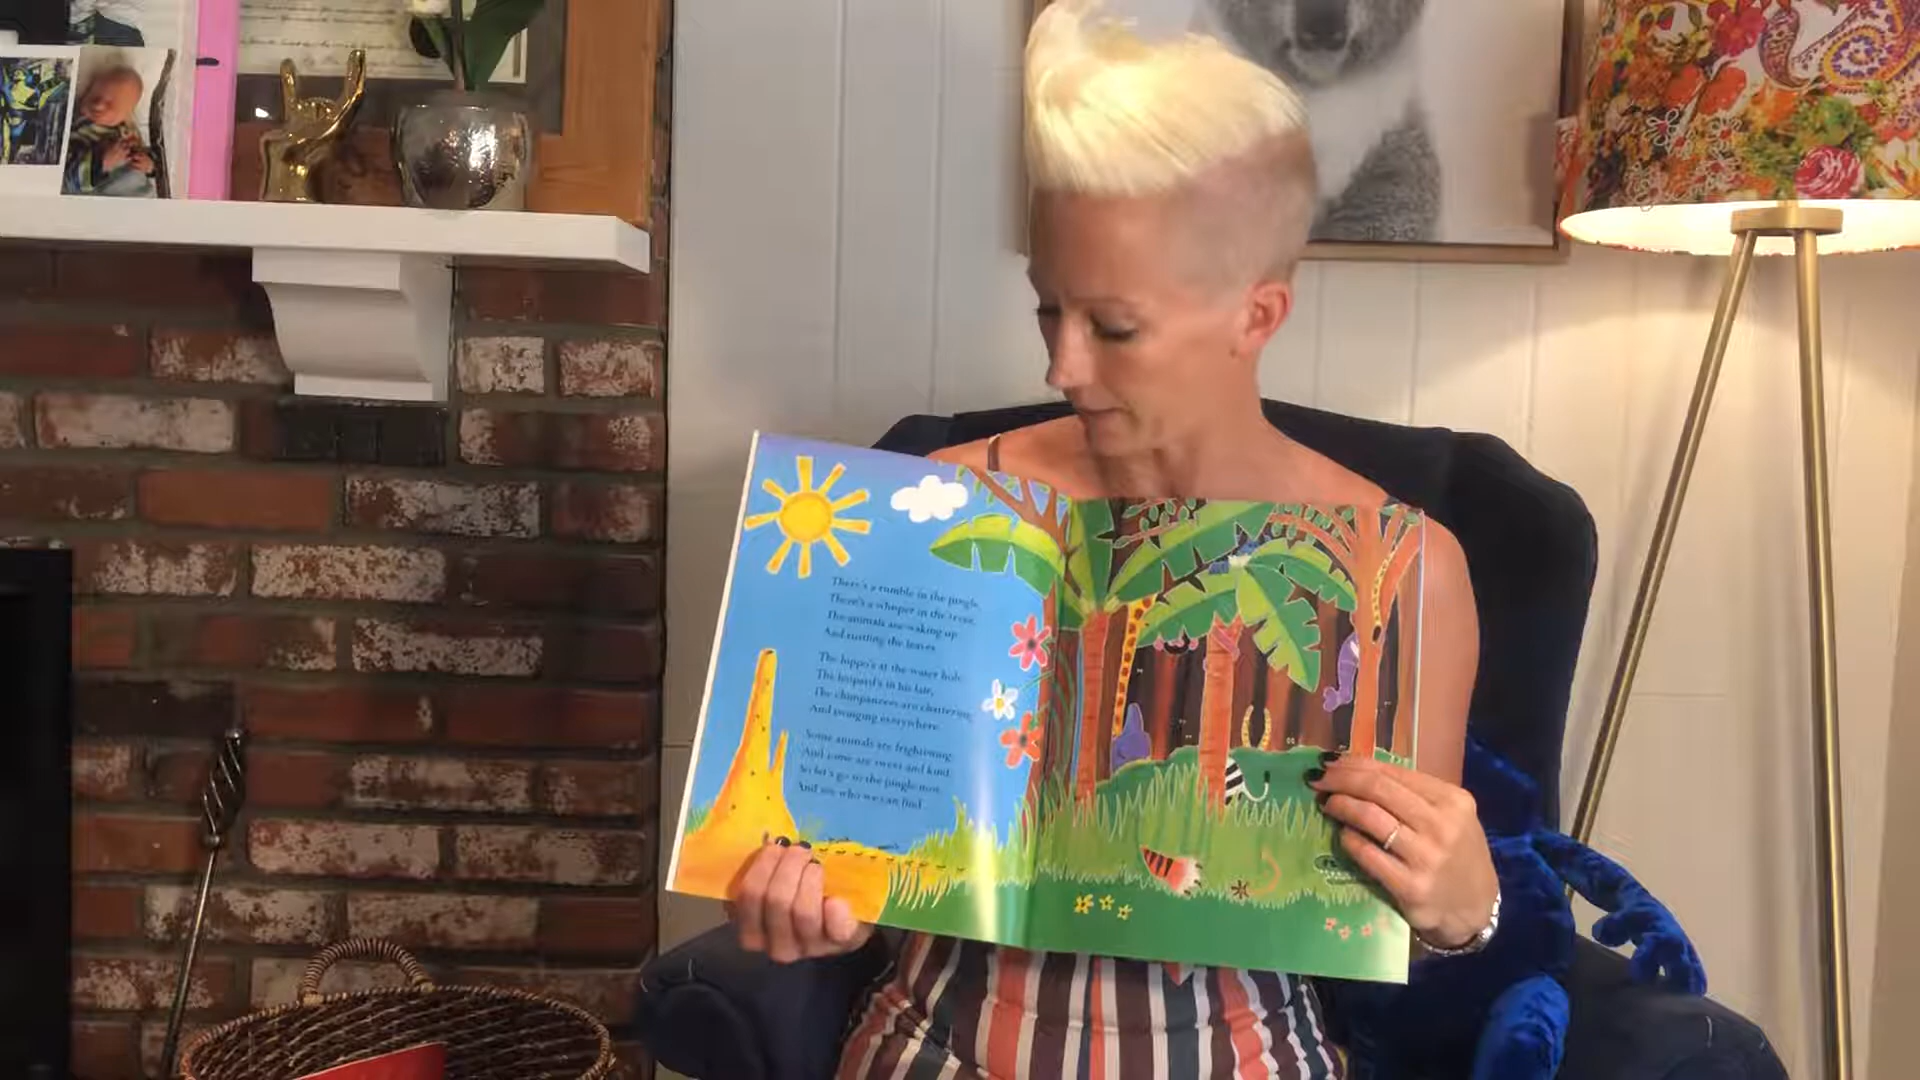 There's a rumble in the jungle,
There's a whisper in the trees,
The animals are waking up
And rustling the leaves.
The hippo's at the water hole,
The leopard's in his lair,
The chimpanzees are chattering
And swinging everywhere.
Some animals are frightening
And some are sweet and kind,
So let's go to the jungle now
And see who we can find.